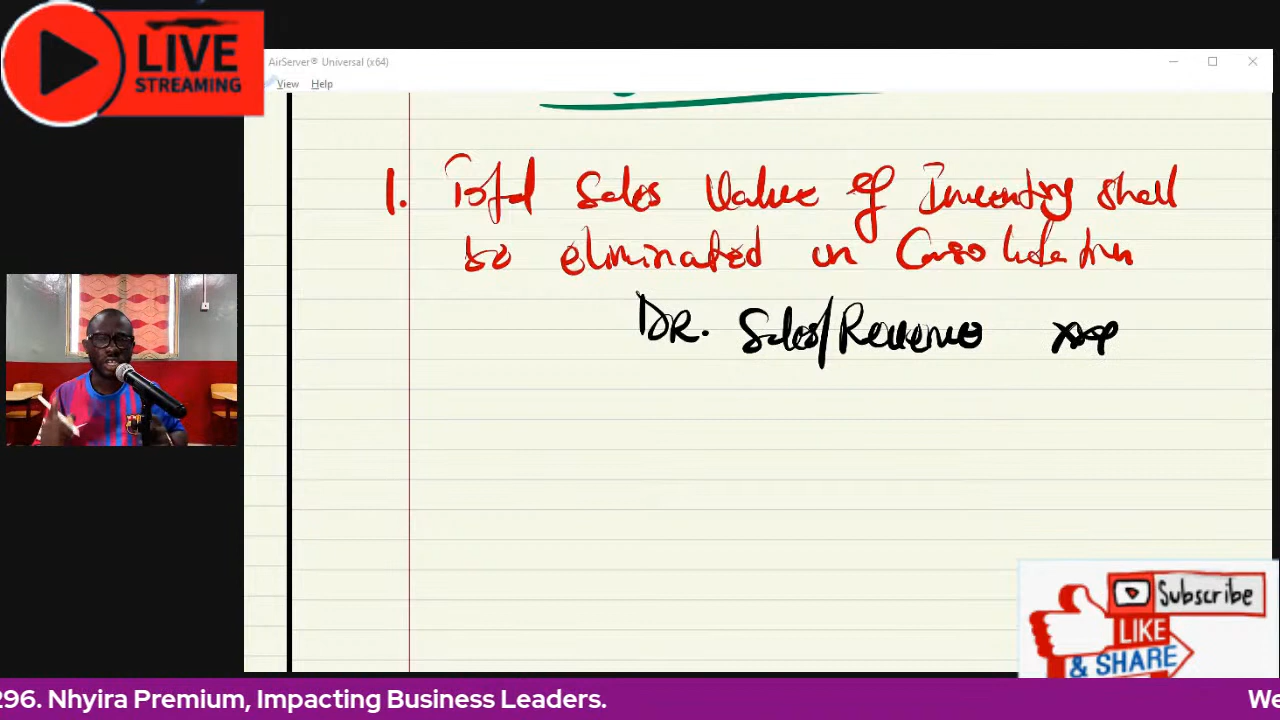 LIVE
STREAMING
AirServer® Universal (x64)
View Help
1. Total Sales Value of Inventory shall
be eliminated on Consolidation
DR. Sales/Revenue xxx
Subscribe
LIKE
& SHARE
296. Nhyira Premium, Impacting Business Leaders.
We